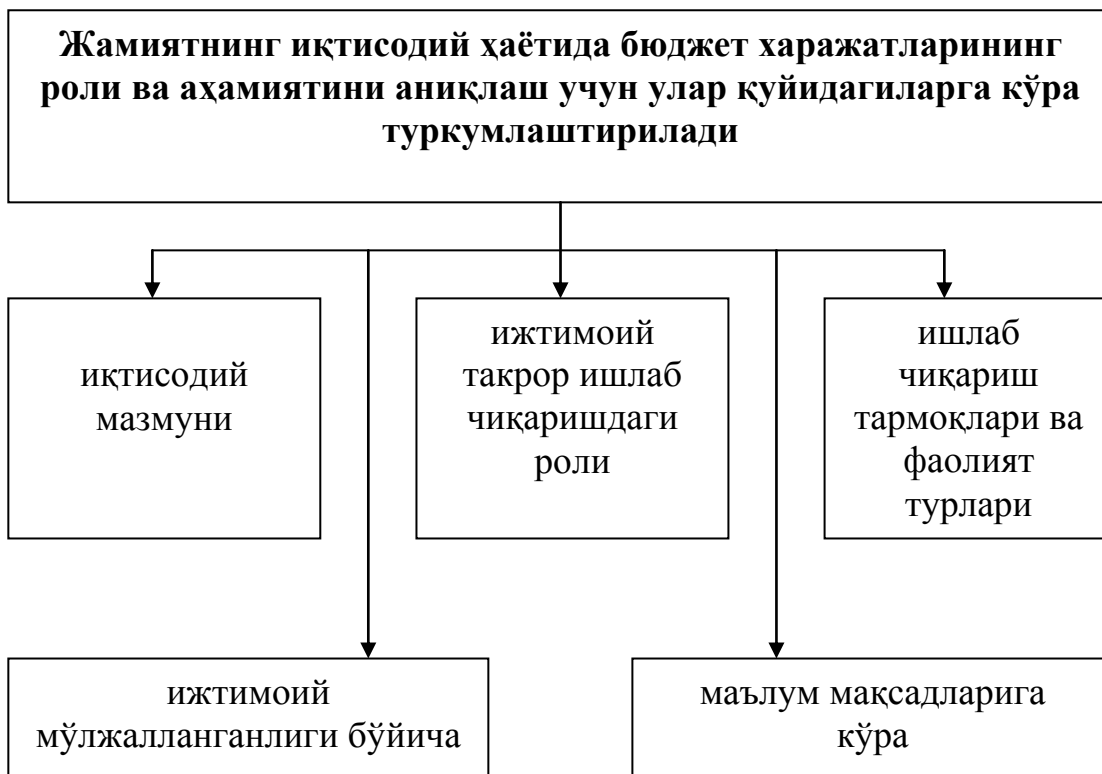 Жамиятнинг иқтисодий ҳаётида бюджет харажатларининг
роли ва аҳамиятини аниқлаш учун улар қуйидагиларга кўра
туркумлаштирилади
иқтисодий
мазмуни
ижтимоий
такрор ишлаб
чиқаришдаги
роли
ишлаб
чиқариш
тармоқлари ва
фаолият
турлари
ижтимоий
мўлжалланганлиги бўйича
маълум мақсадларига
кўра